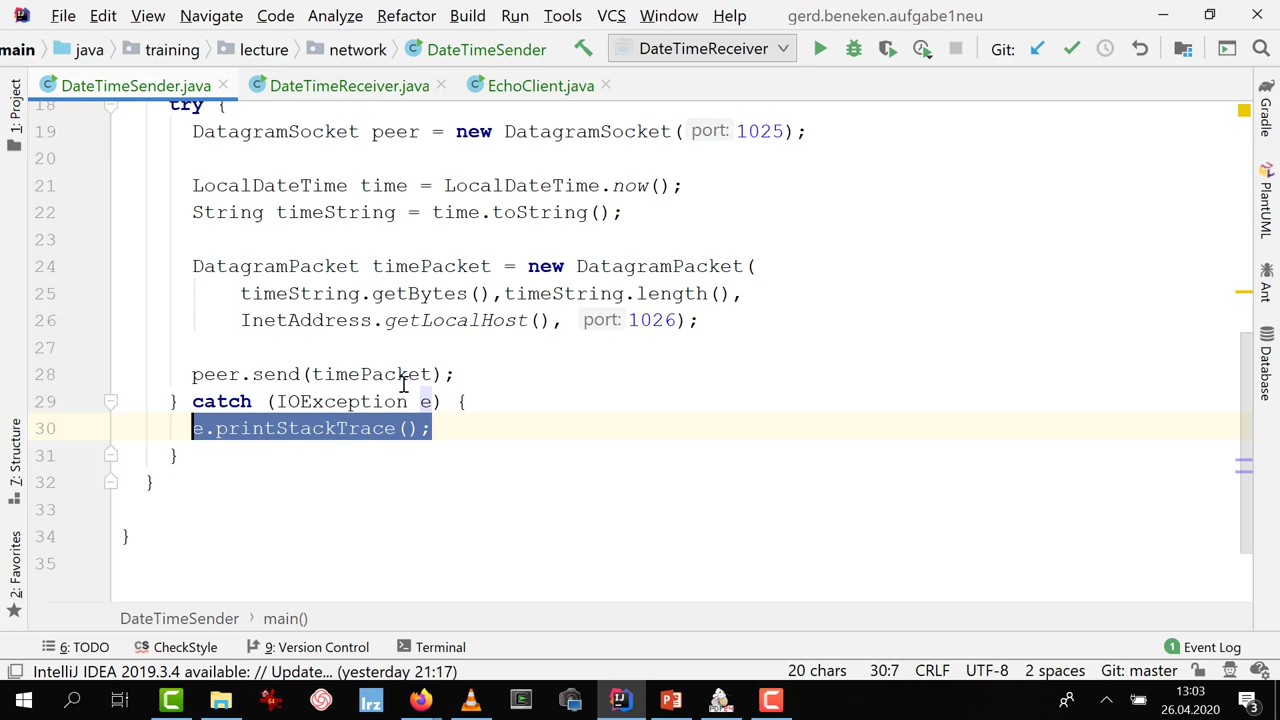 File Edit View Navigate Code Analyze Refactor Build Run Tools VCS Window Help gerd.beneken.aufgabe1neu
main java training lecture network DateTimeSender DateTimeReceiver Git:
DateTimeSender.java DateTimeReceiver.java EchoClient.java
18 try {
19 DatagramSocket peer = new DatagramSocket( port: 1025);
20
21 LocalDateTime time = LocalDateTime.now();
22 String timeString = time.toString();
23
24 DatagramPacket timePacket = new DatagramPacket(
25 timeString.getBytes(),timeString.length(),
26 InetAddress.getLocalHost(), port: 1026);
27
28 peer.send(timePacket);
29 } catch (IOException e) {
30 e.printStackTrace();
31 }
32 }
33
34 }
35
1: Project
7: Structure
2: Favorites
Gradle
PlantUML
Ant
Database
DateTimeSender main()
6: TODO CheckStyle 9: Version Control Terminal 1 Event Log
IntelliJ IDEA 2019.3.4 available: // Update... (yesterday 21:17) 20 chars 30:7 CRLF UTF-8 2 spaces Git: master
lrz 13:03
26.04.2020 3